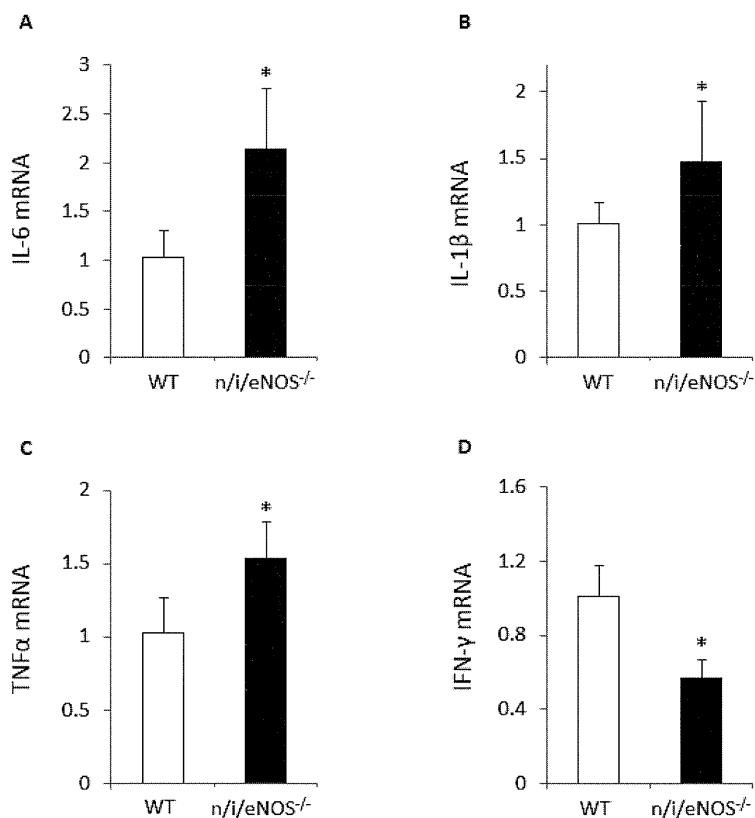 A
IL-6 mRNA
3
2.5
2
1.5
1
0.5
0
*
WT n/i/eNOS⁻/⁻
B
IL-1β mRNA
2
1.5
1
0.5
0
*
WT n/i/eNOS⁻/⁻
C
TNFα mRNA
2
1.5
1
0.5
0
*
WT n/i/eNOS⁻/⁻
D
IFN-γ mRNA
1.6
1.2
0.8
0.4
0
*
WT n/i/eNOS⁻/⁻